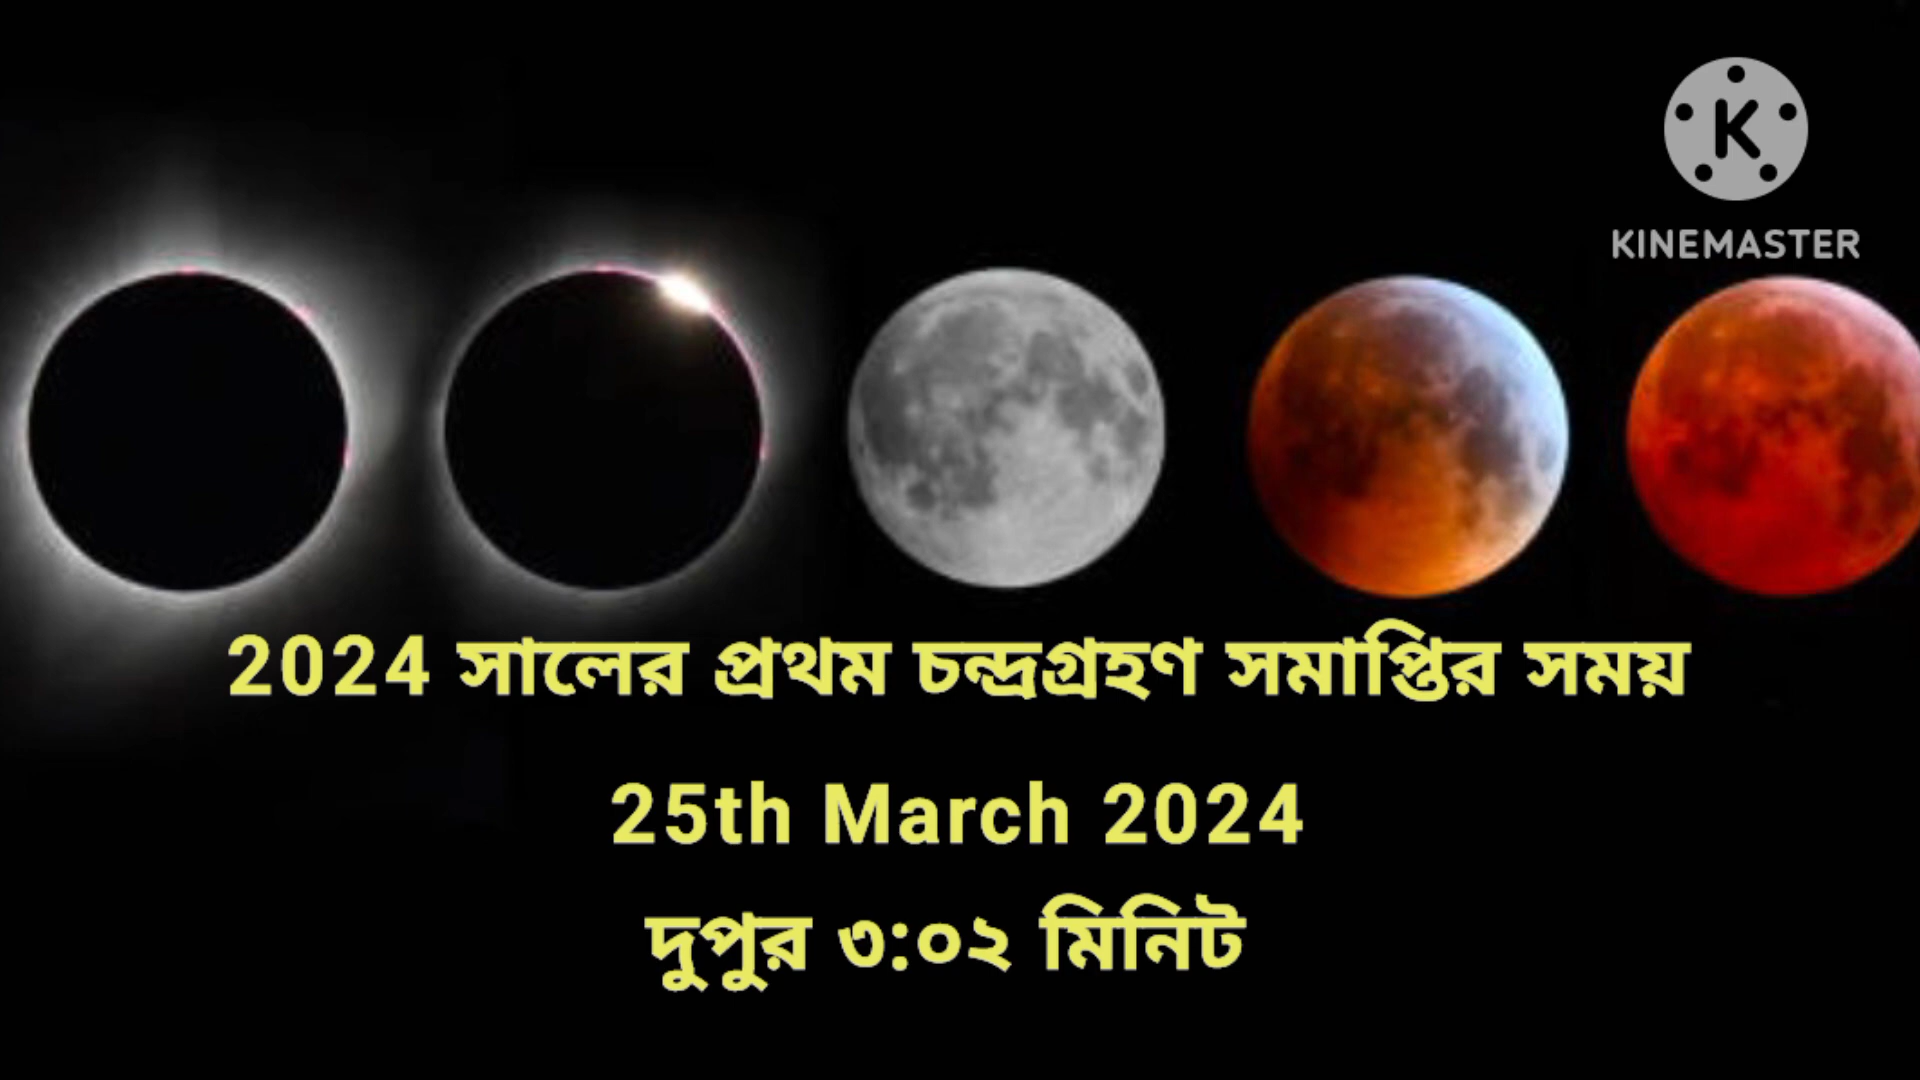 K
KINEMASTER
2024 সালের প্রথম চন্দ্রগ্রহণ সমাপ্তির সময়
25th March 2024
দুপুর ৩:০২ মিনিট